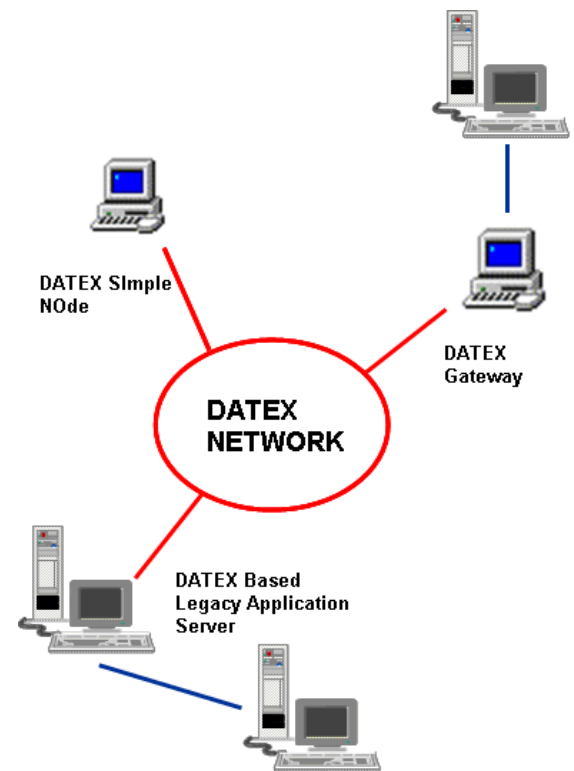 DATEX SImple
NOde
DATEX
Gateway
DATEX
NETWORK
DATEX Based
Legacy Application
Server